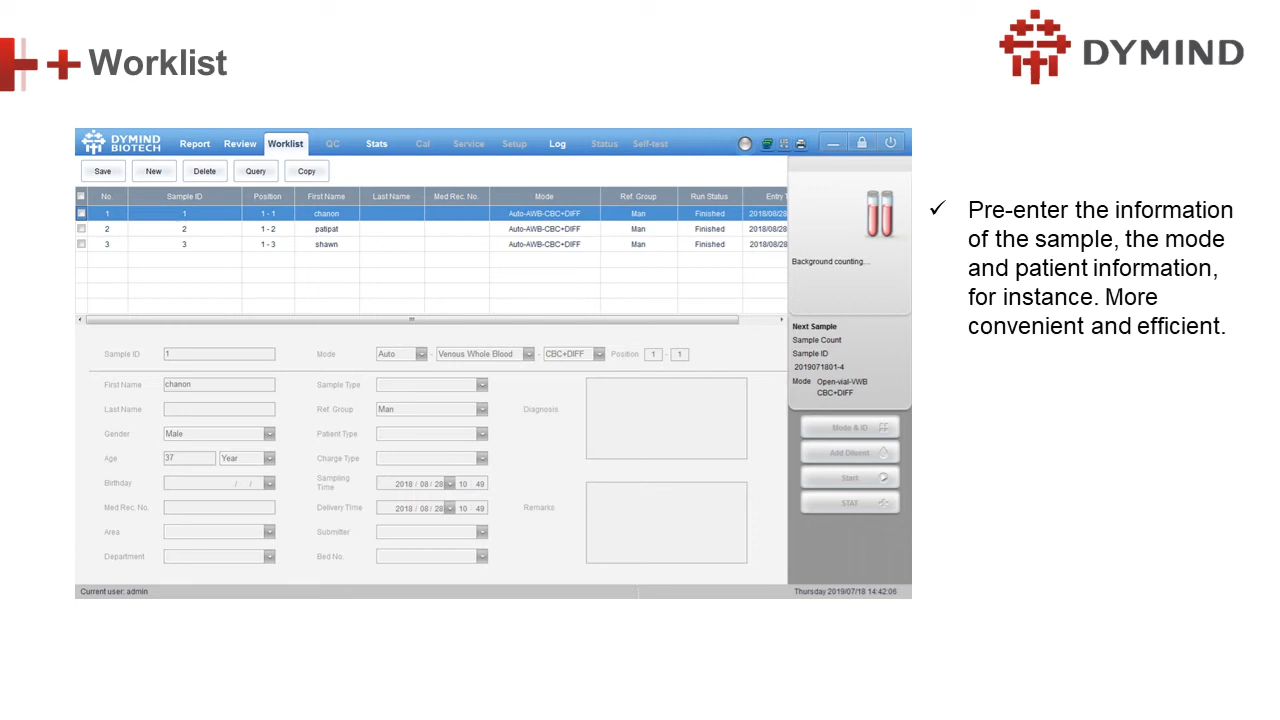 Worklist
DYMIND
DYMIND BIOTECH Report Review Worklist QC Stats Cal Service Setup Log Status Self-test
Save New Delete Query Copy
No. Sample ID Position First Name Last Name Med Rec. No. Mode Ref. Group Run Status Entry T
1 1 1 - 1 chanon Auto-AWB-CBC+DIFF Man Finished 2018/08/28
2 2 1 - 2 patipat Auto-AWB-CBC+DIFF Man Finished 2018/08/28
3 3 1 - 3 shawn Auto-AWB-CBC+DIFF Man Finished 2018/08/28
Sample ID 1 Mode Auto - Venous Whole Blood - CBC+DIFF Position 1 - 1
First Name chanon Sample Type
Last Name Ref. Group Man Diagnosis
Gender Male Patient Type
Age 37 Year Charge Type
Birthday / / Sampling Time 2018 / 08 / 28 10 49
Med Rec. No. Delivery Time 2018 / 08 / 28 10 49 Remarks
Area Submitter
Department Bed No.
Background counting...
Next Sample
Sample Count
Sample ID
2019071801-4
Mode Open-vial-VWB
CBC+DIFF
Mode & ID
Add Diluent
Start
STAT
Current user: admin Thursday 2019/07/18 14:42:06
✓ Pre-enter the information
of the sample, the mode
and patient information,
for instance. More
convenient and efficient.